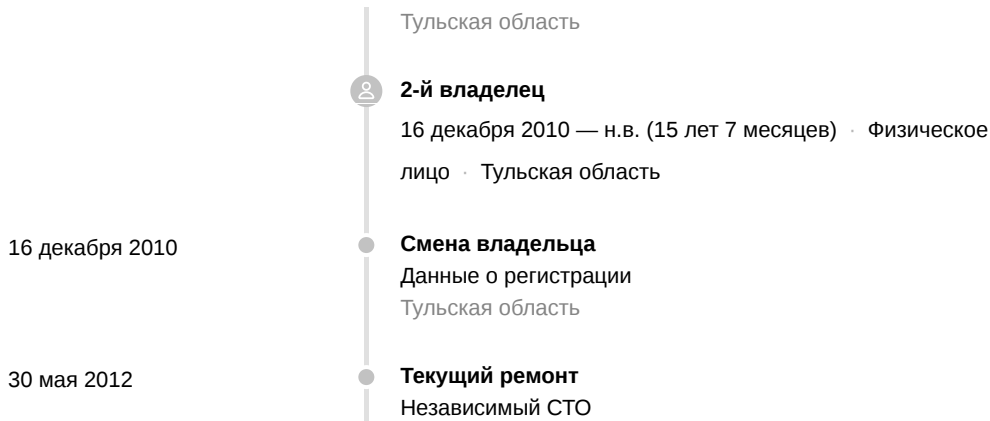 Тульская область
2-й владелец
16 декабря 2010 — н.в. (15 лет 7 месяцев) · Физическое
лицо · Тульская область
16 декабря 2010 Смена владельца
Данные о регистрации
Тульская область
30 мая 2012 Текущий ремонт
Независимый СТО